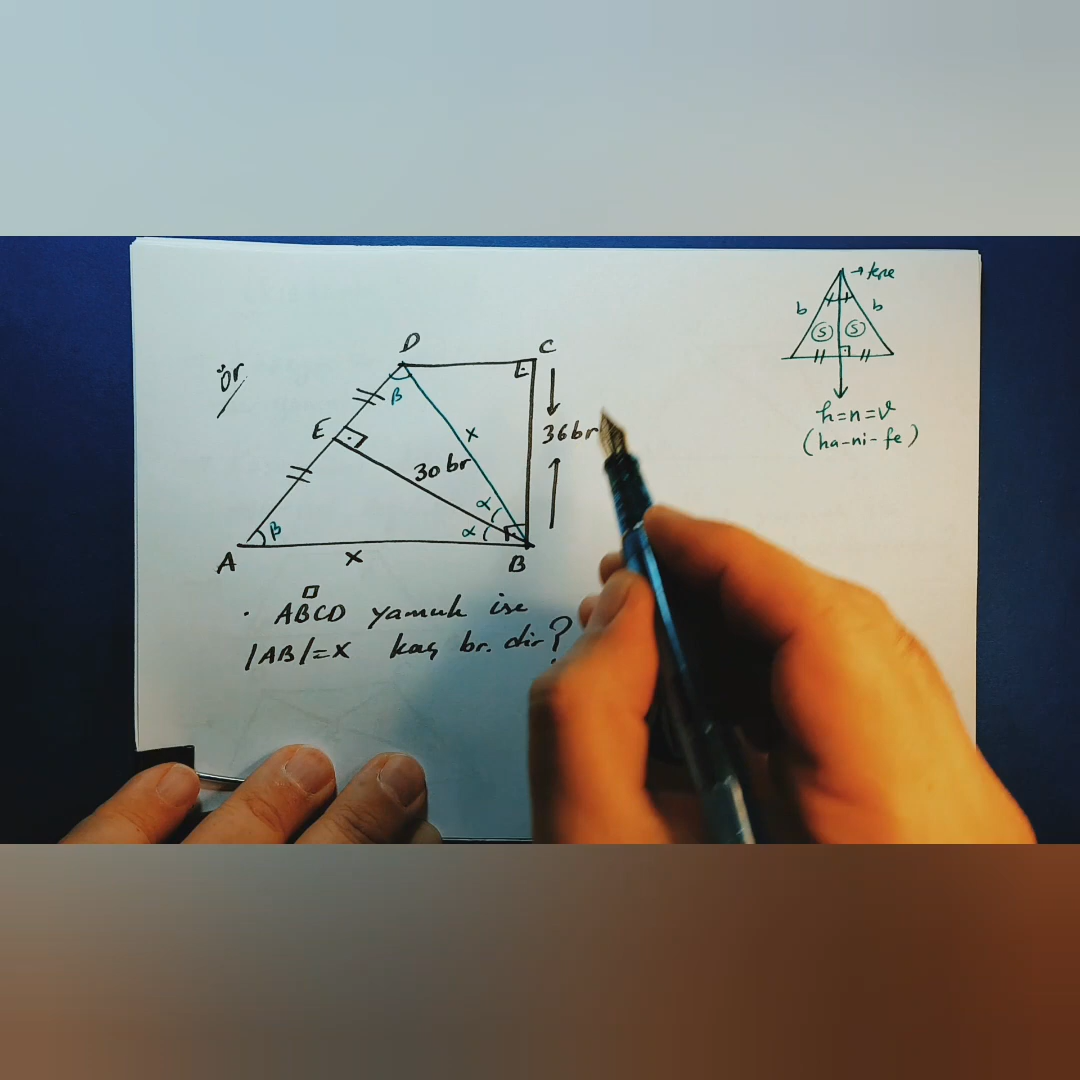 ör
D
C
→ tepe
b
b
S
S
h=n=v
(ha-ni-fe)
β
E
x
36br
30 br
α
β
α
A
x
B
. ABCD yamuk ise
|AB|=x kaç br. dir?